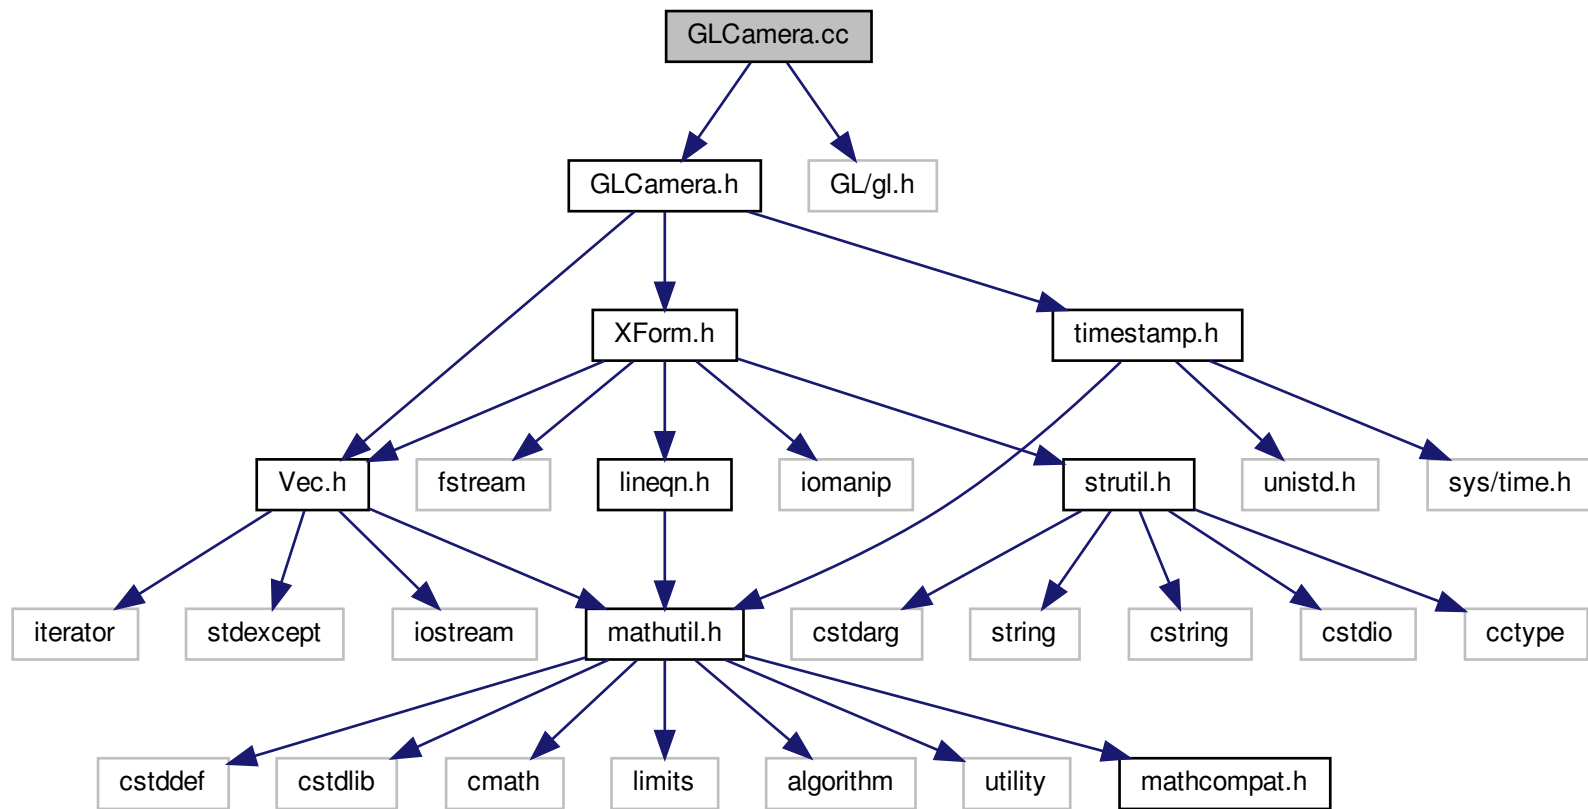 GLCamera.cc
GLCamera.h
GL/gl.h
XForm.h
timestamp.h
Vec.h
fstream
lineqn.h
iomanip
strutil.h
unistd.h
sys/time.h
iterator
stdexcept
iostream
mathutil.h
cstdarg
string
cstring
cstdio
cctype
cstddef
cstdlib
cmath
limits
algorithm
utility
mathcompat.h